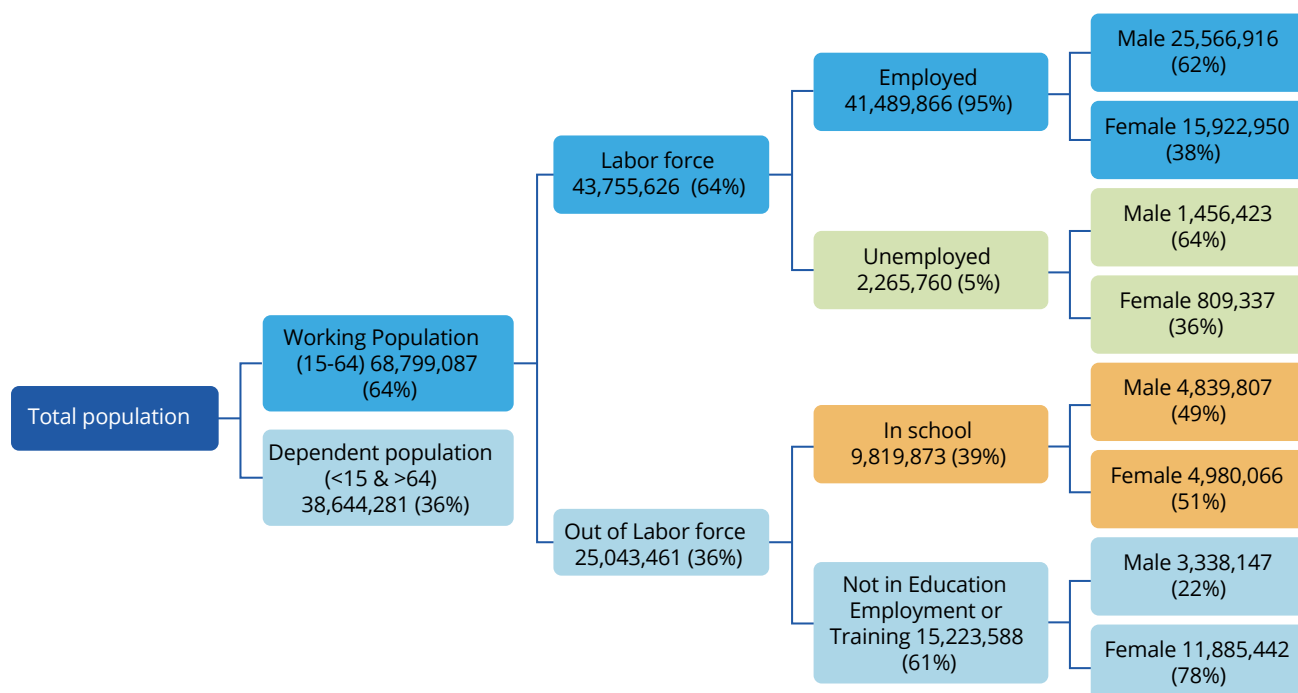 Total population
Working Population
(15-64) 68,799,087
(64%)
Dependent population
(<15 & >64)
38,644,281 (36%)
Labor force
43,755,626 (64%)
Out of Labor force
25,043,461 (36%)
Employed
41,489,866 (95%)
Unemployed
2,265,760 (5%)
In school
9,819,873 (39%)
Not in Education
Employment or
Training 15,223,588
(61%)
Male 25,566,916
(62%)
Female 15,922,950
(38%)
Male 1,456,423
(64%)
Female 809,337
(36%)
Male 4,839,807
(49%)
Female 4,980,066
(51%)
Male 3,338,147
(22%)
Female 11,885,442
(78%)